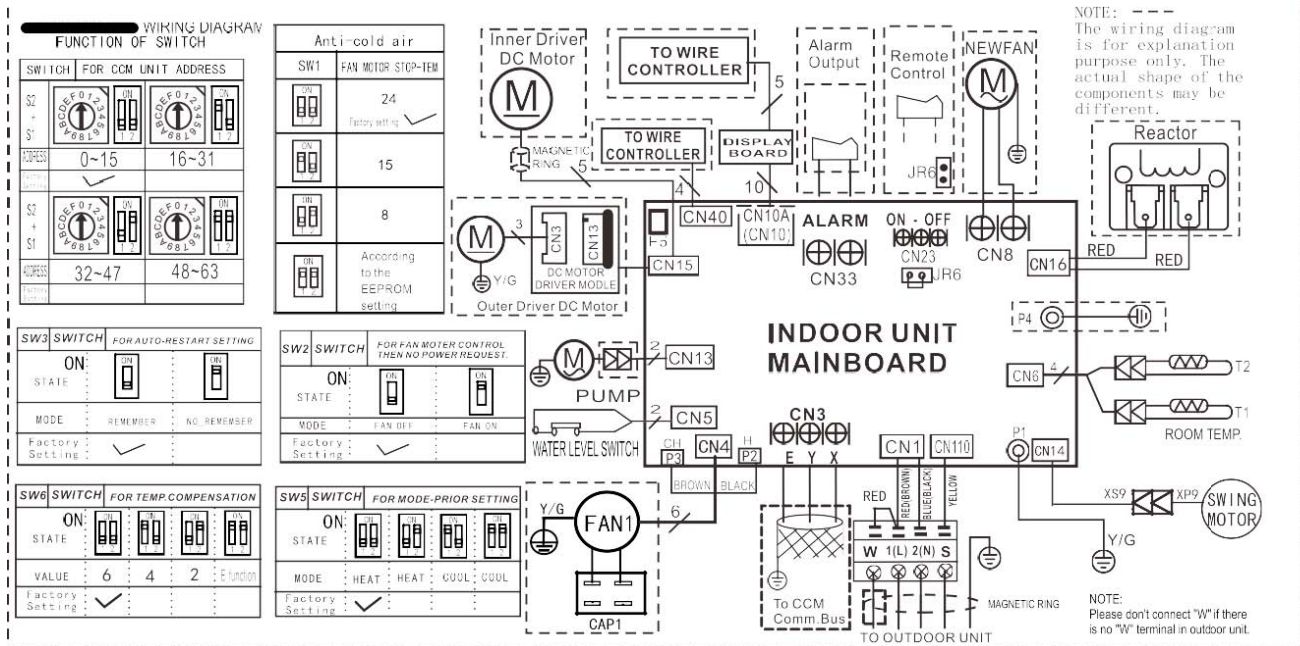 WIRING DIAGRAM
FUNCTION OF SWITCH
SWITCH FOR CCM UNIT ADDRESS
S2
+
S1
ADDRESS 0~15 16~31
Factory
Setting
S2
+
S1
ADDRESS 32~47 48~63
Factory
Setting
Anti-cold air
SW1 FAN MOTOR STOP-TEM
24
Factory setting
15
8
According
to the
EEPROM
setting
SW3 SWITCH FOR AUTO-RESTART SETTING
ON
STATE
MODE REMEMBER NO_REMEMBER
Factory
Setting
SW2 SWITCH FOR FAN MOTER CONTROL
THEN NO POWER REQUEST.
ON
STATE
MODE FAN OFF FAN ON
Factory
Setting
SW6 SWITCH FOR TEMP.COMPENSATION
ON
STATE
VALUE 6 4 2 E function
Factory
Setting
SW5 SWITCH FOR MODE-PRIOR SETTING
ON
STATE
MODE HEAT HEAT COOL COOL
Factory
Setting
Inner Driver
DC Motor
M
MAGNETIC
RING
5
TO WIRE
CONTROLLER
5
TO WIRE
CONTROLLER
4
DISPLAY
BOARD
10
Alarm
Output
Remote
Control
JR6
NEWFAN
M
NOTE:
The wiring diagram
is for explanation
purpose only. The
actual shape of the
components may be
different.
Reactor
RED RED
M
3
Y/G
CN3
CN13
DC MOTOR
DRIVER MODLE
Outer Driver DC Motor
CN15
CN40
CN10A
(CN10)
ALARM
CN33
ON - OFF
CN23
JR6
CN8
CN16
INDOOR UNIT
MAINBOARD
P4
M
PUMP
2
CN13
WATER LEVEL SWITCH
2
CN5
CN6
4
T2
T1
ROOM TEMP.
CH
P3
CN4
H
P2
BROWN BLACK
CN3
E Y X
CN1
CN110
P1
CN14
Y/G
FAN1
6
CAP1
To CCM
Comm.Bus
RED
RED(BROWN)
BLUE(BLACK)
YELLOW
W 1(L) 2(N) S
MAGNETIC RING
TO OUTDOOR UNIT
XS9 XP9
SWING
MOTOR
Y/G
NOTE:
Please don't connect "W" if there
is no "W" terminal in outdoor unit.